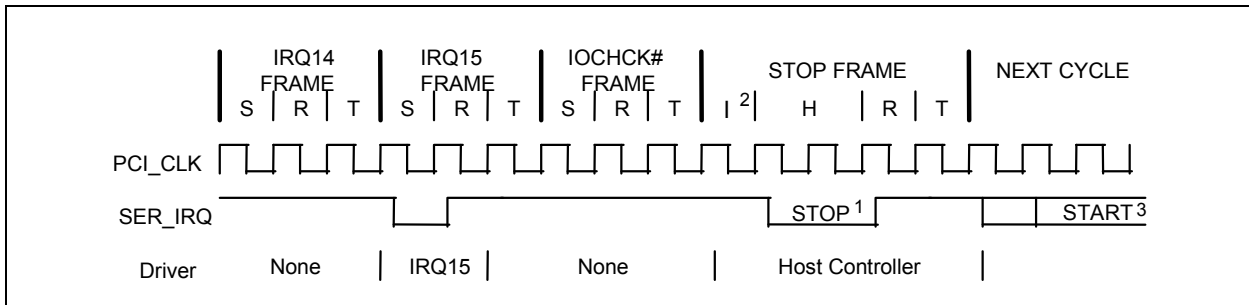 IRQ14 FRAME IRQ15 FRAME IOCHCK# FRAME STOP FRAME NEXT CYCLE
S R T S R T S R T I 2 H R T
PCI_CLK
SER_IRQ STOP 1 START 3
Driver None IRQ15 None Host Controller